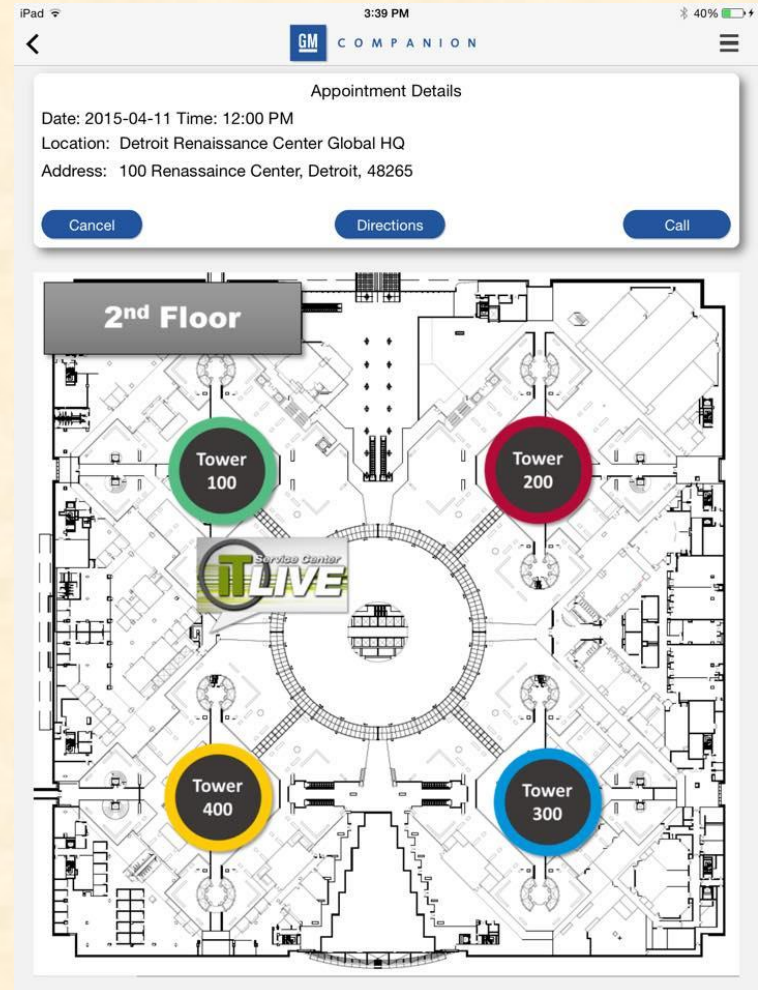 iPad 3:39 PM 40%
GM COMPANION
Appointment Details
Date: 2015-04-11 Time: 12:00 PM
Location: Detroit Renaissance Center Global HQ
Address: 100 Renassaince Center, Detroit, 48265
Cancel Directions Call
2nd Floor
Tower
100
Tower
200
Service Center
IT LIVE
Tower
400
Tower
300